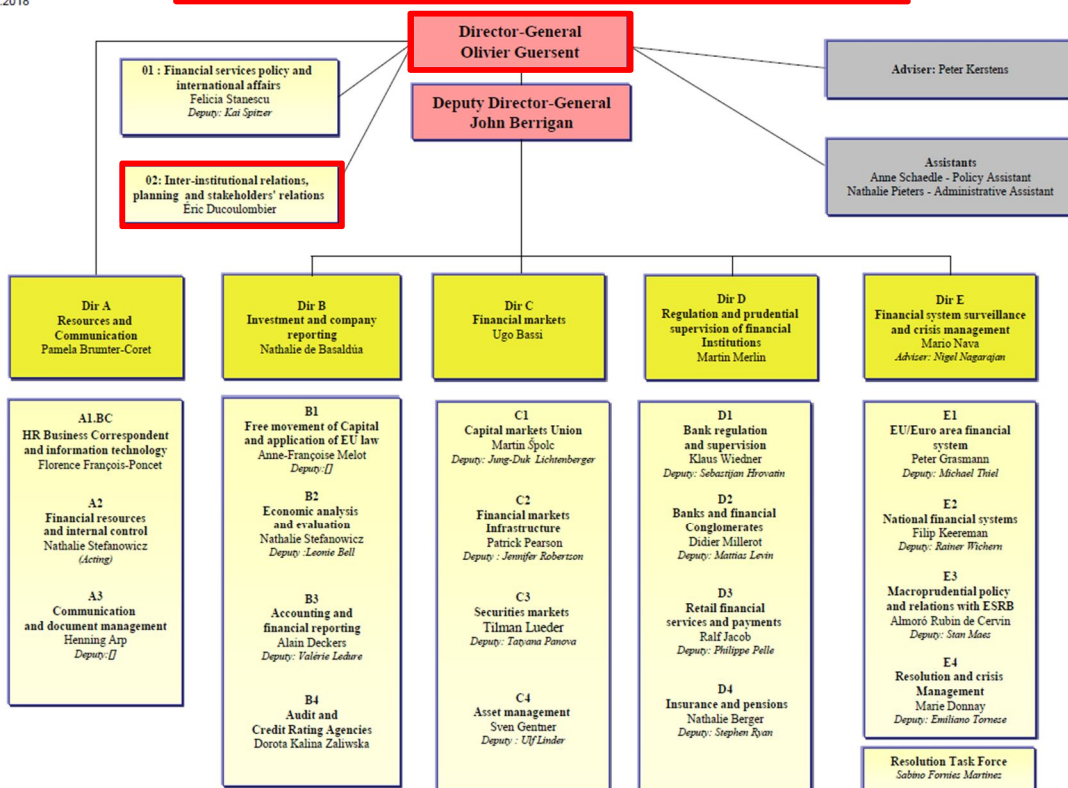 .2018
Director-General
Olivier Guersent
Deputy Director-General
John Berrigan
01 : Financial services policy and
international affairs
Felicia Stanescu
Deputy: Kai Spitzer
02: Inter-institutional relations,
planning and stakeholders' relations
Éric Ducoulombier
Adviser: Peter Kerstens
Assistants
Anne Schaedle - Policy Assistant
Nathalie Pieters - Administrative Assistant
Dir A
Resources and
Communication
Pamela Brumter-Coret
Dir B
Investment and company
reporting
Nathalie de Basaldúa
Dir C
Financial markets
Ugo Bassi
Dir D
Regulation and prudential
supervision of financial
Institutions
Martin Merlin
Dir E
Financial system surveillance
and crisis management
Mario Nava
Adviser: Nigel Nagarajan
A1.BC
HR Business Correspondent
and information technology
Florence François-Poncet
A2
Financial resources
and internal control
Nathalie Stefanowicz
(Acting)
A3
Communication
and document management
Henning Arp
Deputy:[]
B1
Free movement of Capital
and application of EU law
Anne-Françoise Melot
Deputy:[]
B2
Economic analysis
and evaluation
Nathalie Stefanowicz
Deputy :Leonie Bell
B3
Accounting and
financial reporting
Alain Deckers
Deputy: Valérie Ledure
B4
Audit and
Credit Rating Agencies
Dorota Kalina Zaliwska
C1
Capital markets Union
Martin Špolc
Deputy: Jung-Duk Lichtenberger
C2
Financial markets
Infrastructure
Patrick Pearson
Deputy : Jennifer Robertson
C3
Securities markets
Tilman Lueder
Deputy: Tatyana Panova
C4
Asset management
Sven Gentner
Deputy : Ulf Linder
D1
Bank regulation
and supervision
Klaus Wiedner
Deputy: Sebastijan Hrovatin
D2
Banks and financial
Conglomerates
Didier Millerot
Deputy: Mattias Levin
D3
Retail financial
services and payments
Ralf Jacob
Deputy: Philippe Pelle
D4
Insurance and pensions
Nathalie Berger
Deputy: Stephen Ryan
E1
EU/Euro area financial
system
Peter Grasmann
Deputy: Michael Thiel
E2
National financial systems
Filip Keereman
Deputy: Rainer Wichern
E3
Macroprudential policy
and relations with ESRB
Almoró Rubin de Cervin
Deputy: Stan Maes
E4
Resolution and crisis
Management
Marie Donnay
Deputy: Emiliano Tornese
Resolution Task Force
Sabino Fornies Martinez